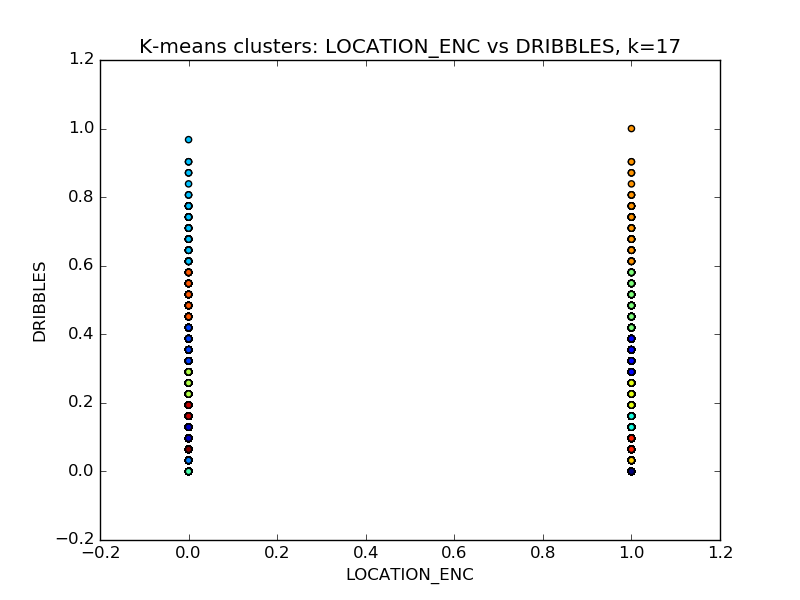 K-means clusters: LOCATION_ENC vs DRIBBLES, k=17
1.2
1.0
0.8
0.6
0.4
0.2
0.0
−0.2
DRIBBLES
−0.2 0.0 0.2 0.4 0.6 0.8 1.0 1.2
LOCATION_ENC